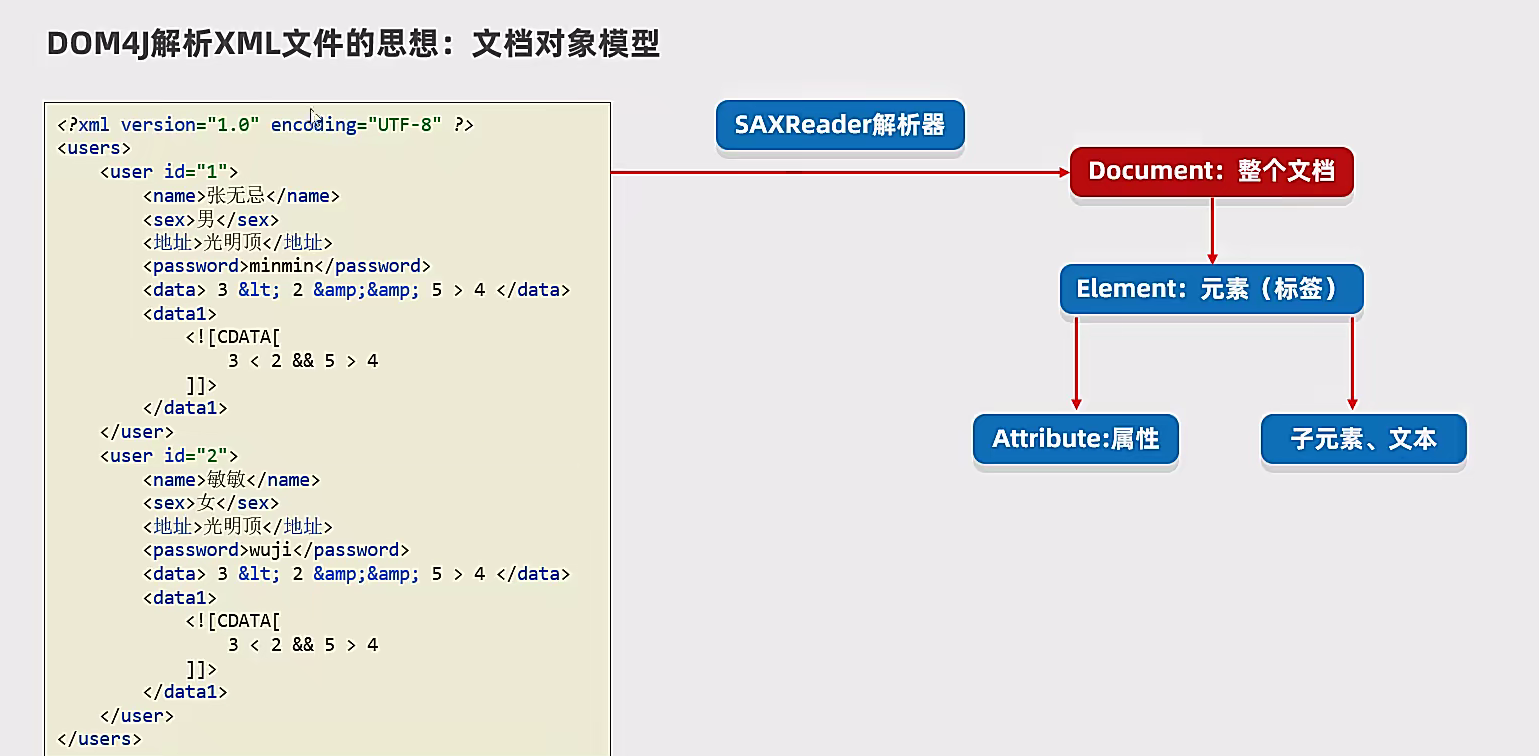 DOM4J解析XML文件的思想：文档对象模型
<?xml version="1.0" encoding="UTF-8" ?>
<users>
<user id="1">
<name>张无忌</name>
<sex>男</sex>
<地址>光明顶</地址>
<password>minmin</password>
<data> 3 &lt; 2 &amp;&amp; 5 > 4 </data>
<data1>
<![CDATA[
3 < 2 && 5 > 4
]]>
</data1>
</user>
<user id="2">
<name>敏敏</name>
<sex>女</sex>
<地址>光明顶</地址>
<password>wuji</password>
<data> 3 &lt; 2 &amp;&amp; 5 > 4 </data>
<data1>
<![CDATA[
3 < 2 && 5 > 4
]]>
</data1>
</user>
</users>
SAXReader解析器
Document：整个文档
Element：元素（标签）
Attribute:属性
子元素、文本